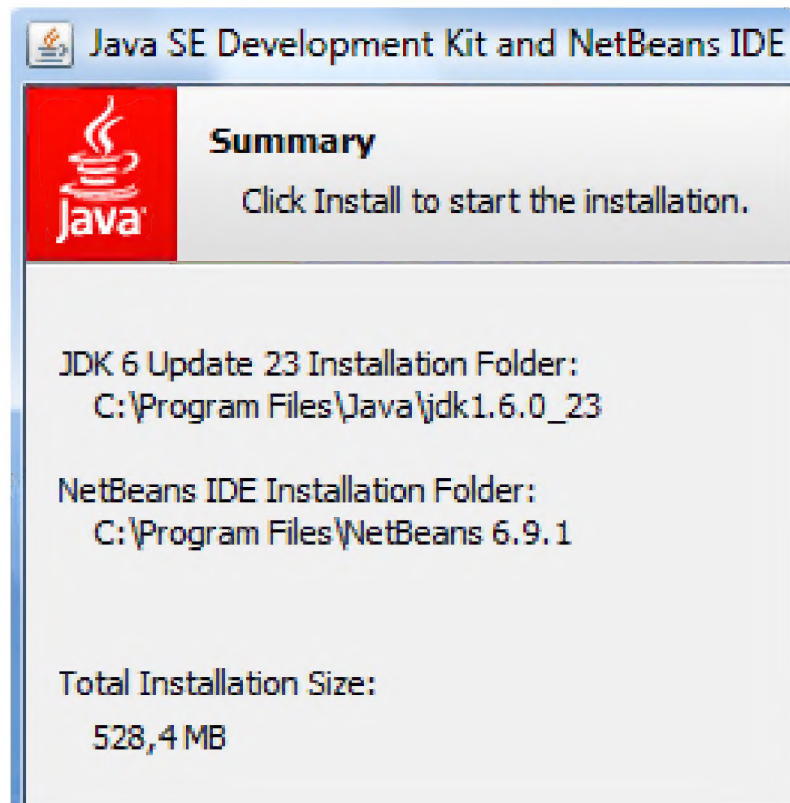 Java SE Development Kit and NetBeans IDE
Java
Summary
Click Install to start the installation.
JDK 6 Update 23 Installation Folder:
C:\Program Files\Java\jdk1.6.0_23
NetBeans IDE Installation Folder:
C:\Program Files\NetBeans 6.9.1
Total Installation Size:
528,4 MB